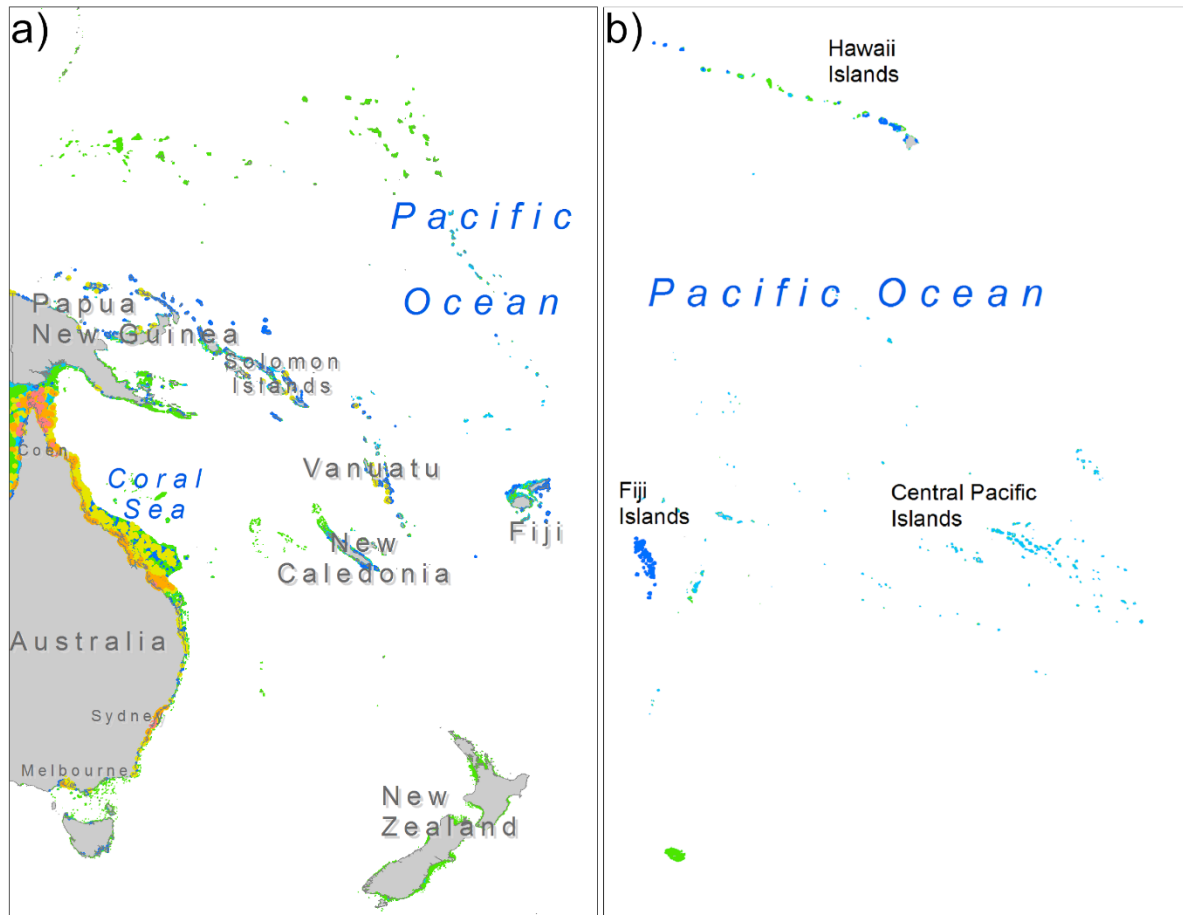 a)
Pacific
Ocean
Papua
New Guinea
Solomon
Islands
Coen
Coral
Sea
Vanuatu
Fiji
New
Caledonia
Australia
Sydney
Melbourne
New
Zealand
b)
Hawaii
Islands
Pacific Ocean
Fiji
Islands
Central Pacific
Islands